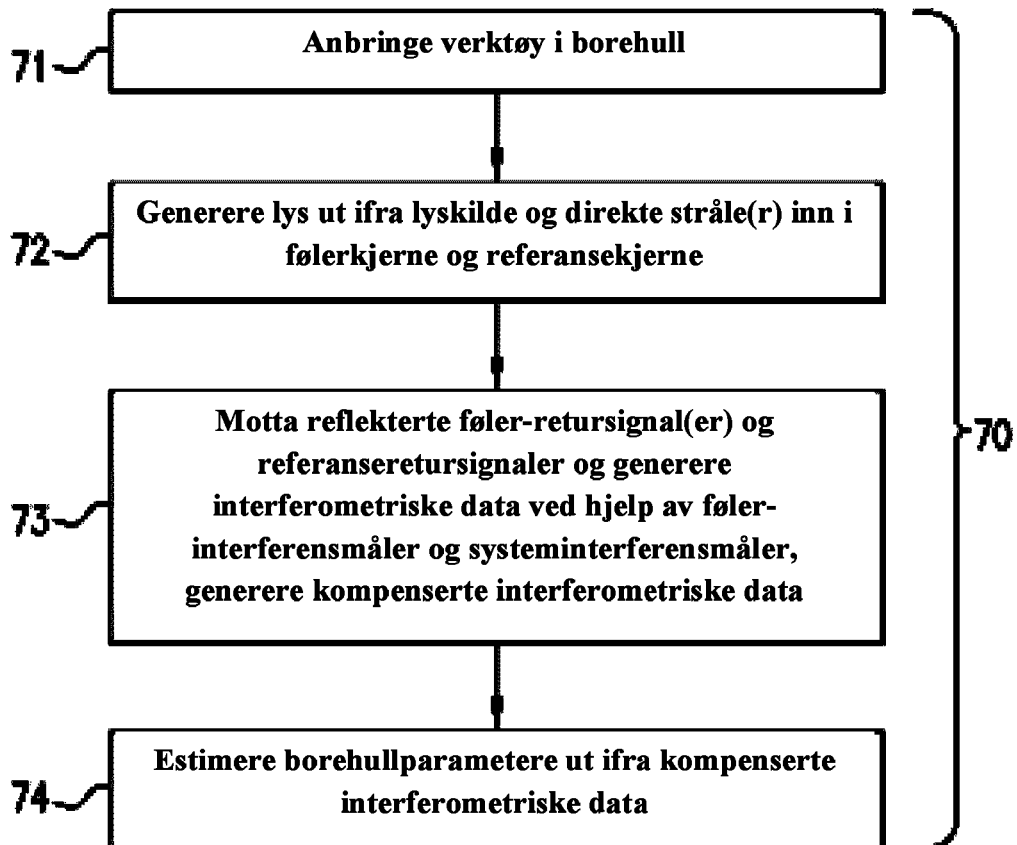 Anbringe verktøy i borehull
71
Generere lys ut ifra lyskilde og direkte stråle(r) inn i
følerkjerne og referansekjerne
72
Motta reflekterte føler-retursignal(er) og
referanseretursignaler og generere
interferometriske data ved hjelp av føler-
interferensmåler og systeminterferensmåler,
generere kompenserte interferometriske data
73
70
Estimere borehullparametere ut ifra kompenserte
interferometriske data
74